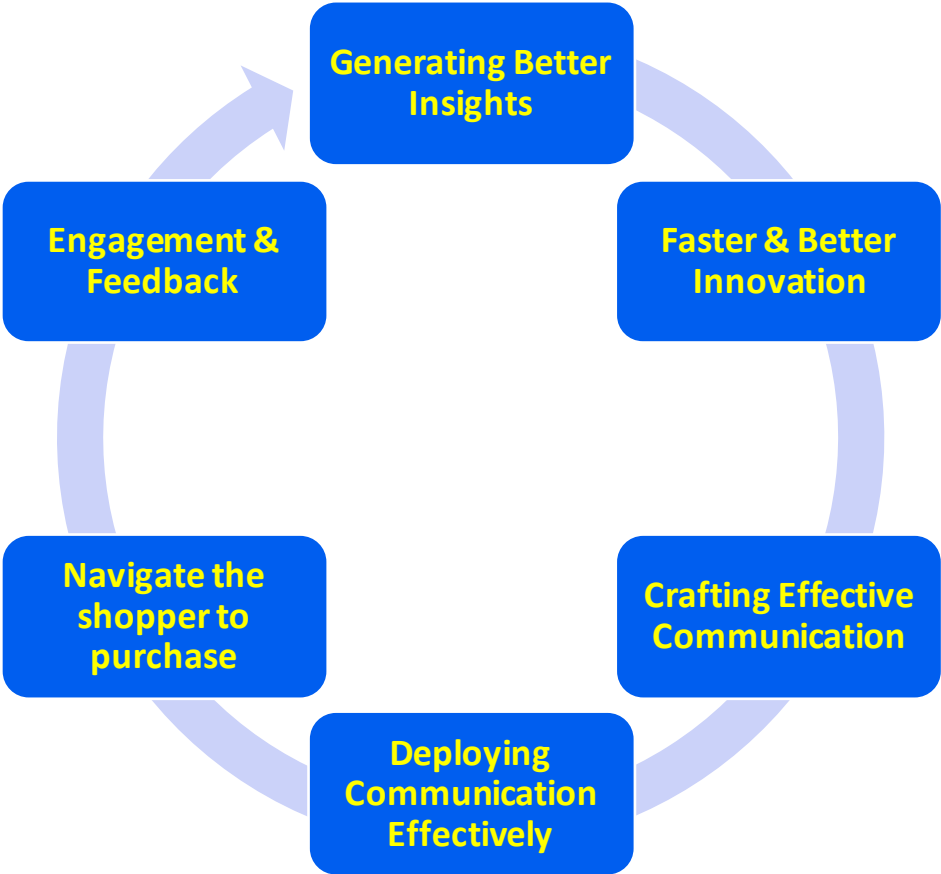 Generating Better
Insights
Faster & Better
Innovation
Crafting Effective
Communication
Deploying
Communication
Effectively
Navigate the
shopper to
purchase
Engagement &
Feedback